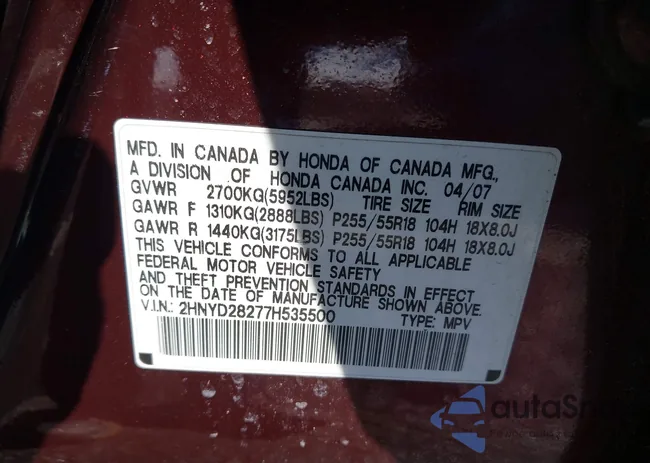 MFD. IN CANADA BY HONDA OF CANADA MFG.,
A DIVISION OF HONDA CANADA INC. 04/07
GVWR 2700KG(5952LBS) TIRE SIZE RIM SIZE
GAWR F 1310KG(2888LBS) P255/55R18 104H 18X8.0J
GAWR R 1440KG(3175LBS) P255/55R18 104H 18X8.0J
THIS VEHICLE CONFORMS TO ALL APPLICABLE
FEDERAL MOTOR VEHICLE SAFETY
AND THEFT PREVENTION STANDARDS IN EFFECT
ON THE DATE OF MANUFACTURE SHOWN ABOVE.
V.I.N.: 2HNYD28277H535500 TYPE: MPV